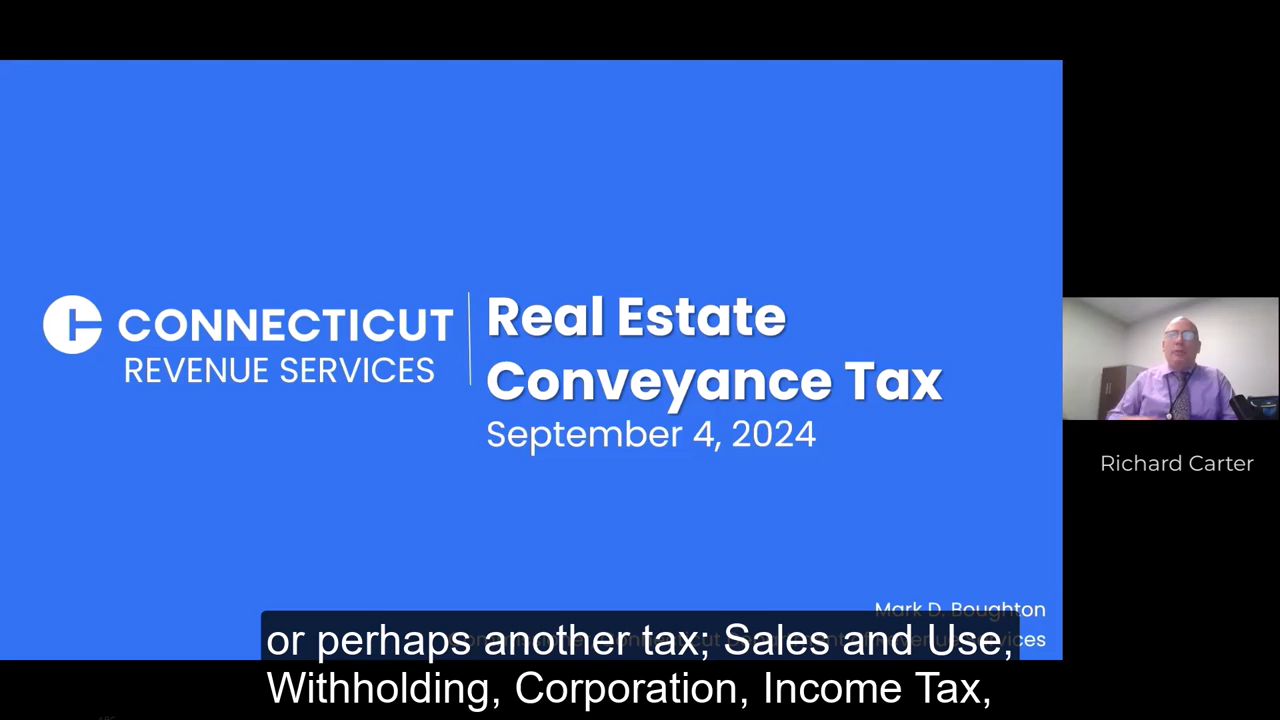 CONNECTICUT
REVENUE SERVICES
Real Estate
Conveyance Tax
September 4, 2024
Richard Carter
Mark D. Boughton
or perhaps another tax; Sales and Use,
Withholding, Corporation, Income Tax,